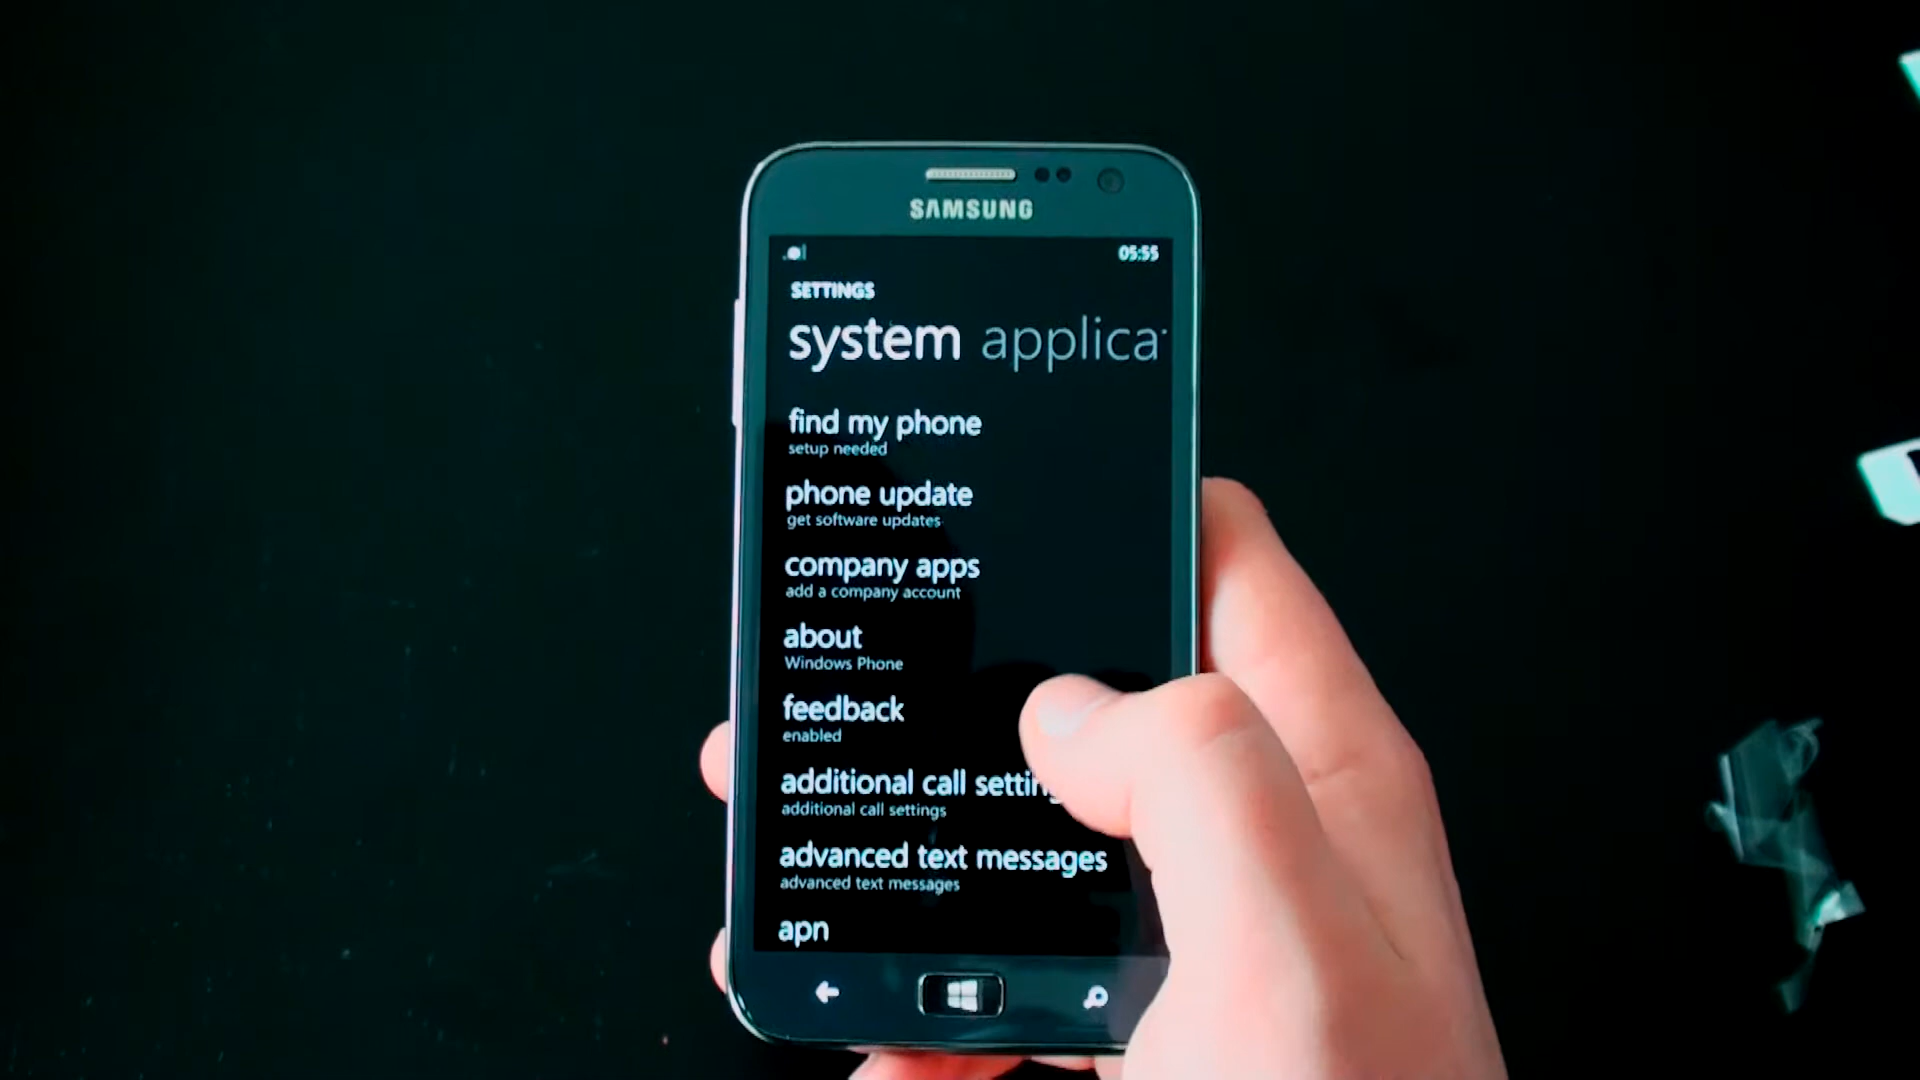 SAMSUNG
05:55
SETTINGS
system applica
find my phone
setup needed
phone update
get software updates
company apps
add a company account
about
Windows Phone
feedback
enabled
additional call settin
additional call settings
advanced text messages
advanced text messages
apn